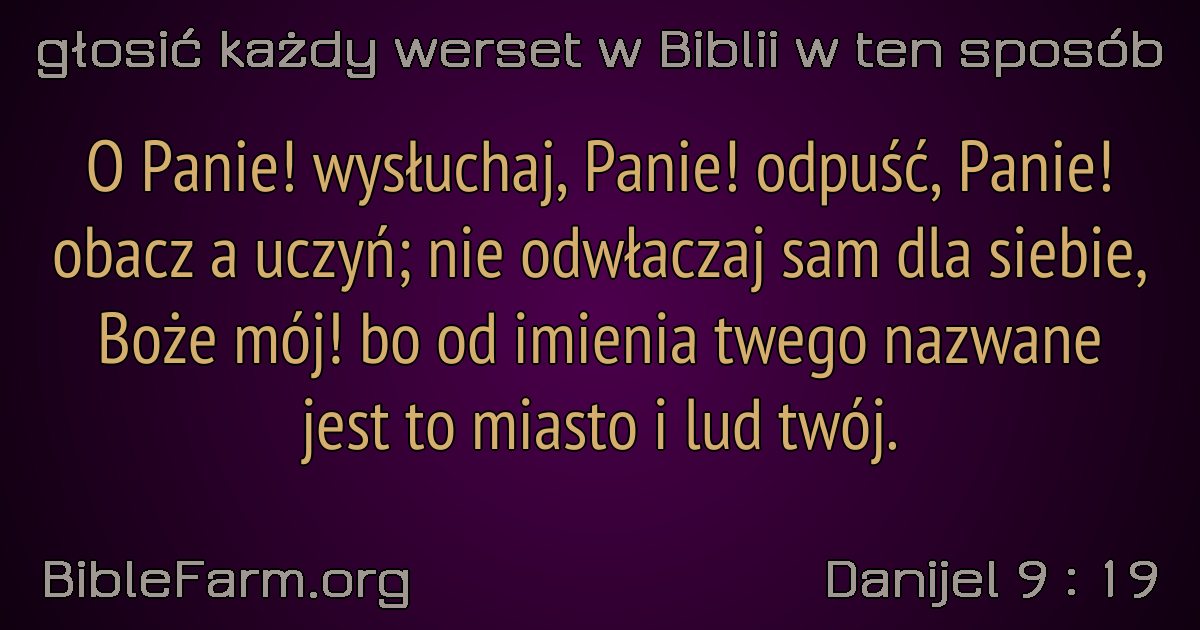 głosić każdy werset w Biblii w ten sposób
O Panie! wysłuchaj, Panie! odpuść, Panie!
obacz a uczyń; nie odwłaczaj sam dla siebie,
Boże mój! bo od imienia twego nazwane
jest to miasto i lud twój.
BibleFarm.org
Danijel 9 : 19